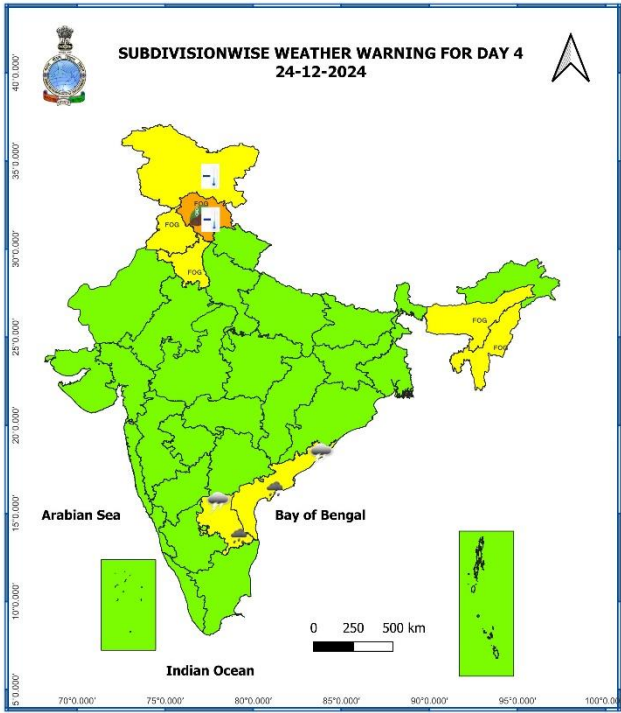 SUBDIVISIONWISE WEATHER WARNING FOR DAY 4
24-12-2024
40°0.000'
35°0.000'
FOG
FOG
30°0.000'
FOG
25°0.000'
FOG
FOG
20°0.000'
15°0.000'
Arabian Sea
Bay of Bengal
10°0.000'
0 250 500 km
Indian Ocean
5°0.000'
70°0.000' 75°0.000' 80°0.000' 85°0.000' 90°0.000' 95°0.000' 100°0.000'